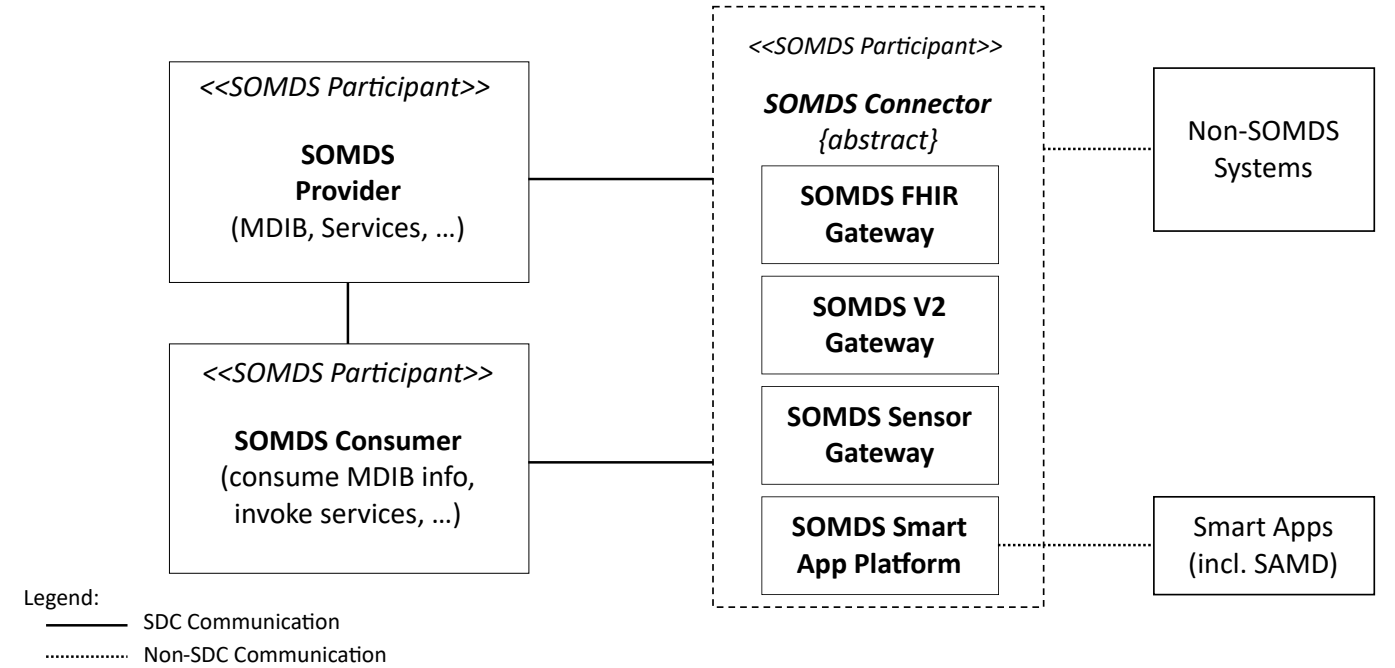 <<SOMDS Participant>>
SOMDS
Provider
(MDIB, Services, …)
<<SOMDS Participant>>
SOMDS Consumer
(consume MDIB info,
invoke services, …)
<<SOMDS Participant>>
SOMDS Connector
{abstract}
SOMDS FHIR
Gateway
SOMDS V2
Gateway
SOMDS Sensor
Gateway
SOMDS Smart
App Platform
Non-SOMDS
Systems
Smart Apps
(incl. SAMD)
Legend:
SDC Communication
Non-SDC Communication